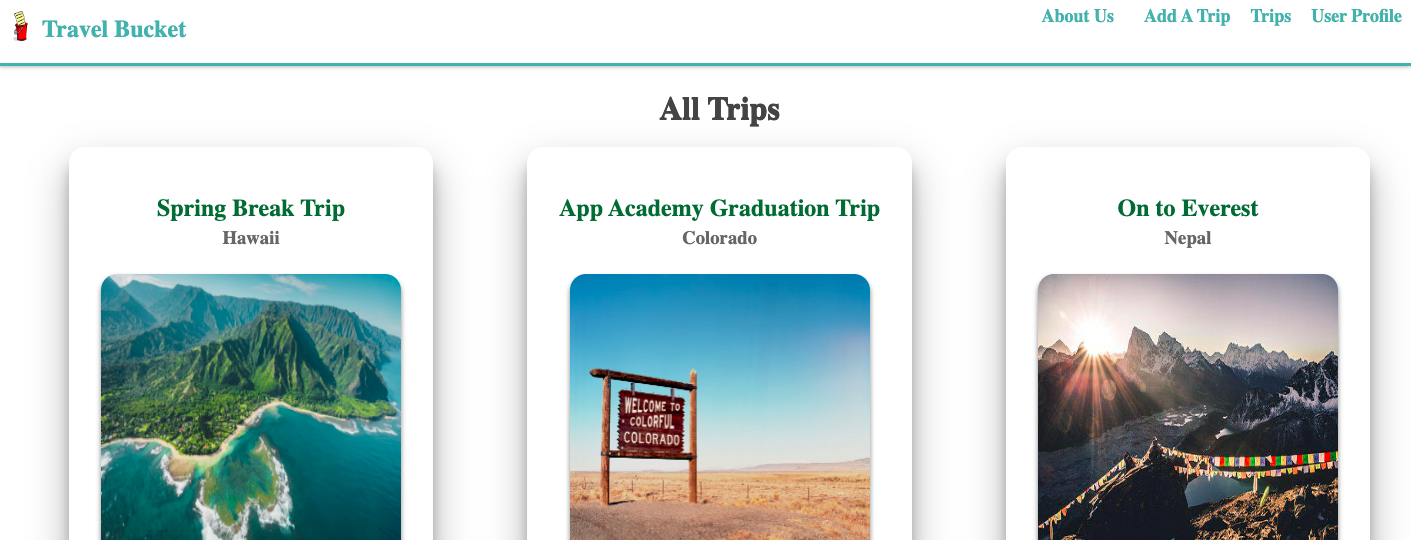 Travel Bucket
About Us Add A Trip Trips User Profile
All Trips
Spring Break Trip
Hawaii
App Academy Graduation Trip
Colorado
WELCOME TO
COLORFUL
COLORADO
On to Everest
Nepal